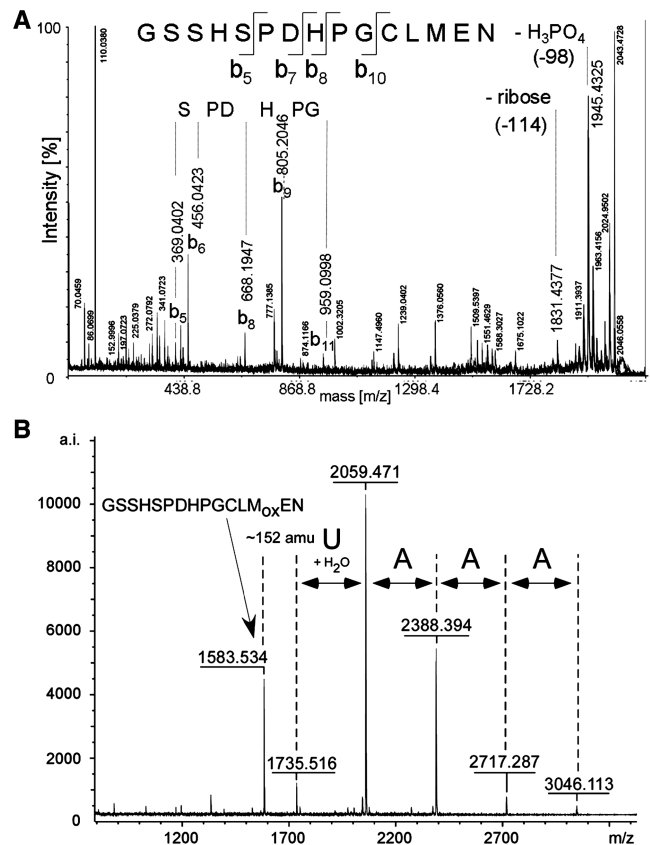 A
100
110.0380
G S S H S P D H P G C L M E N
b5 b7 b8 b10
- H3PO4
(-98)
- ribose
(-114)
1945.4325
2043.4728
S PD H PG
Intensity [%]
70.0459
86.0699
152.9996
197.0723
225.0379
272.0792
341.0723
369.0402
b5
456.0423
b6
668.1947
b8
777.1385
805.2046
b9
874.1166
959.0998
b11
1002.3205
1147.4960
1239.0402
1376.0560
1509.5397
1551.4629
1588.3027
1675.1022
1831.4377
1911.3937
1963.4156
2024.9502
2046.0558
0
438.8 868.8 1298.4 1728.2
mass [m/z]
B
a.i.
10000
8000
6000
4000
2000
0
GSSHSPDHPGCLMoxEN
~152 amu U
+ H2O
A A A
2059.471
2388.394
1583.534
1735.516
2717.287
3046.113
1200 1700 2200 2700 m/z